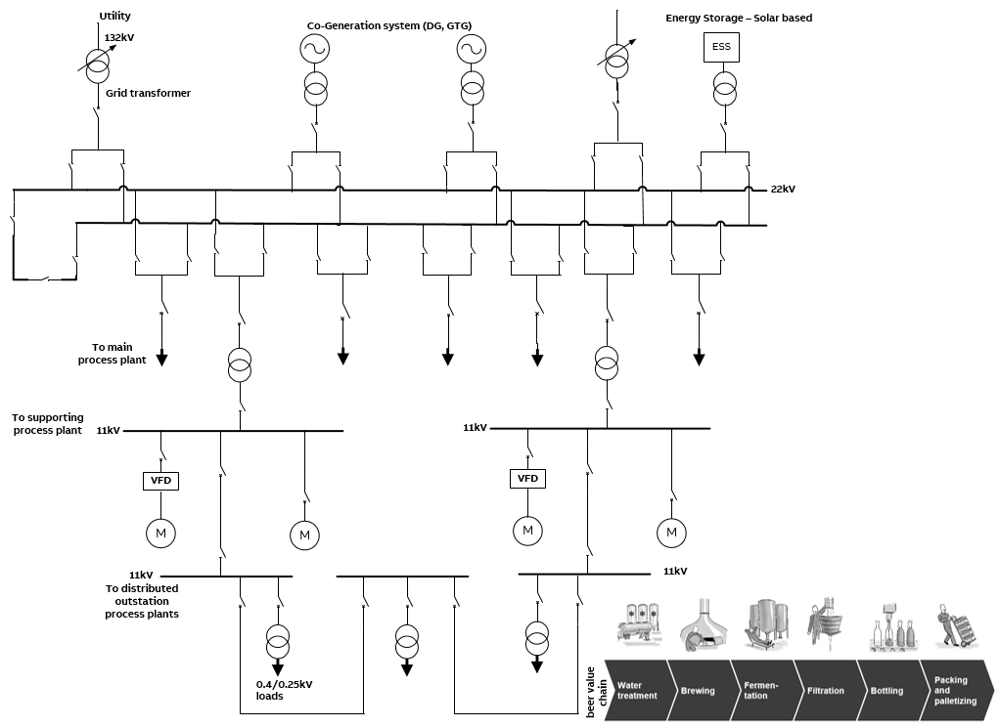 Utility
132kV
Co-Generation system (DG, GTG)
Energy Storage – Solar based
ESS
Grid transformer
22kV
To main
process plant
To supporting
process plant
11kV
11kV
VFD
VFD
M
M
M
M
11kV
11kV
To distributed
outstation
process plants
0.4/0.25kV
loads
beer value
chain
Water
treatment
Brewing
Fermen-
tation
Filtration
Bottling
Packing
and
palletizing